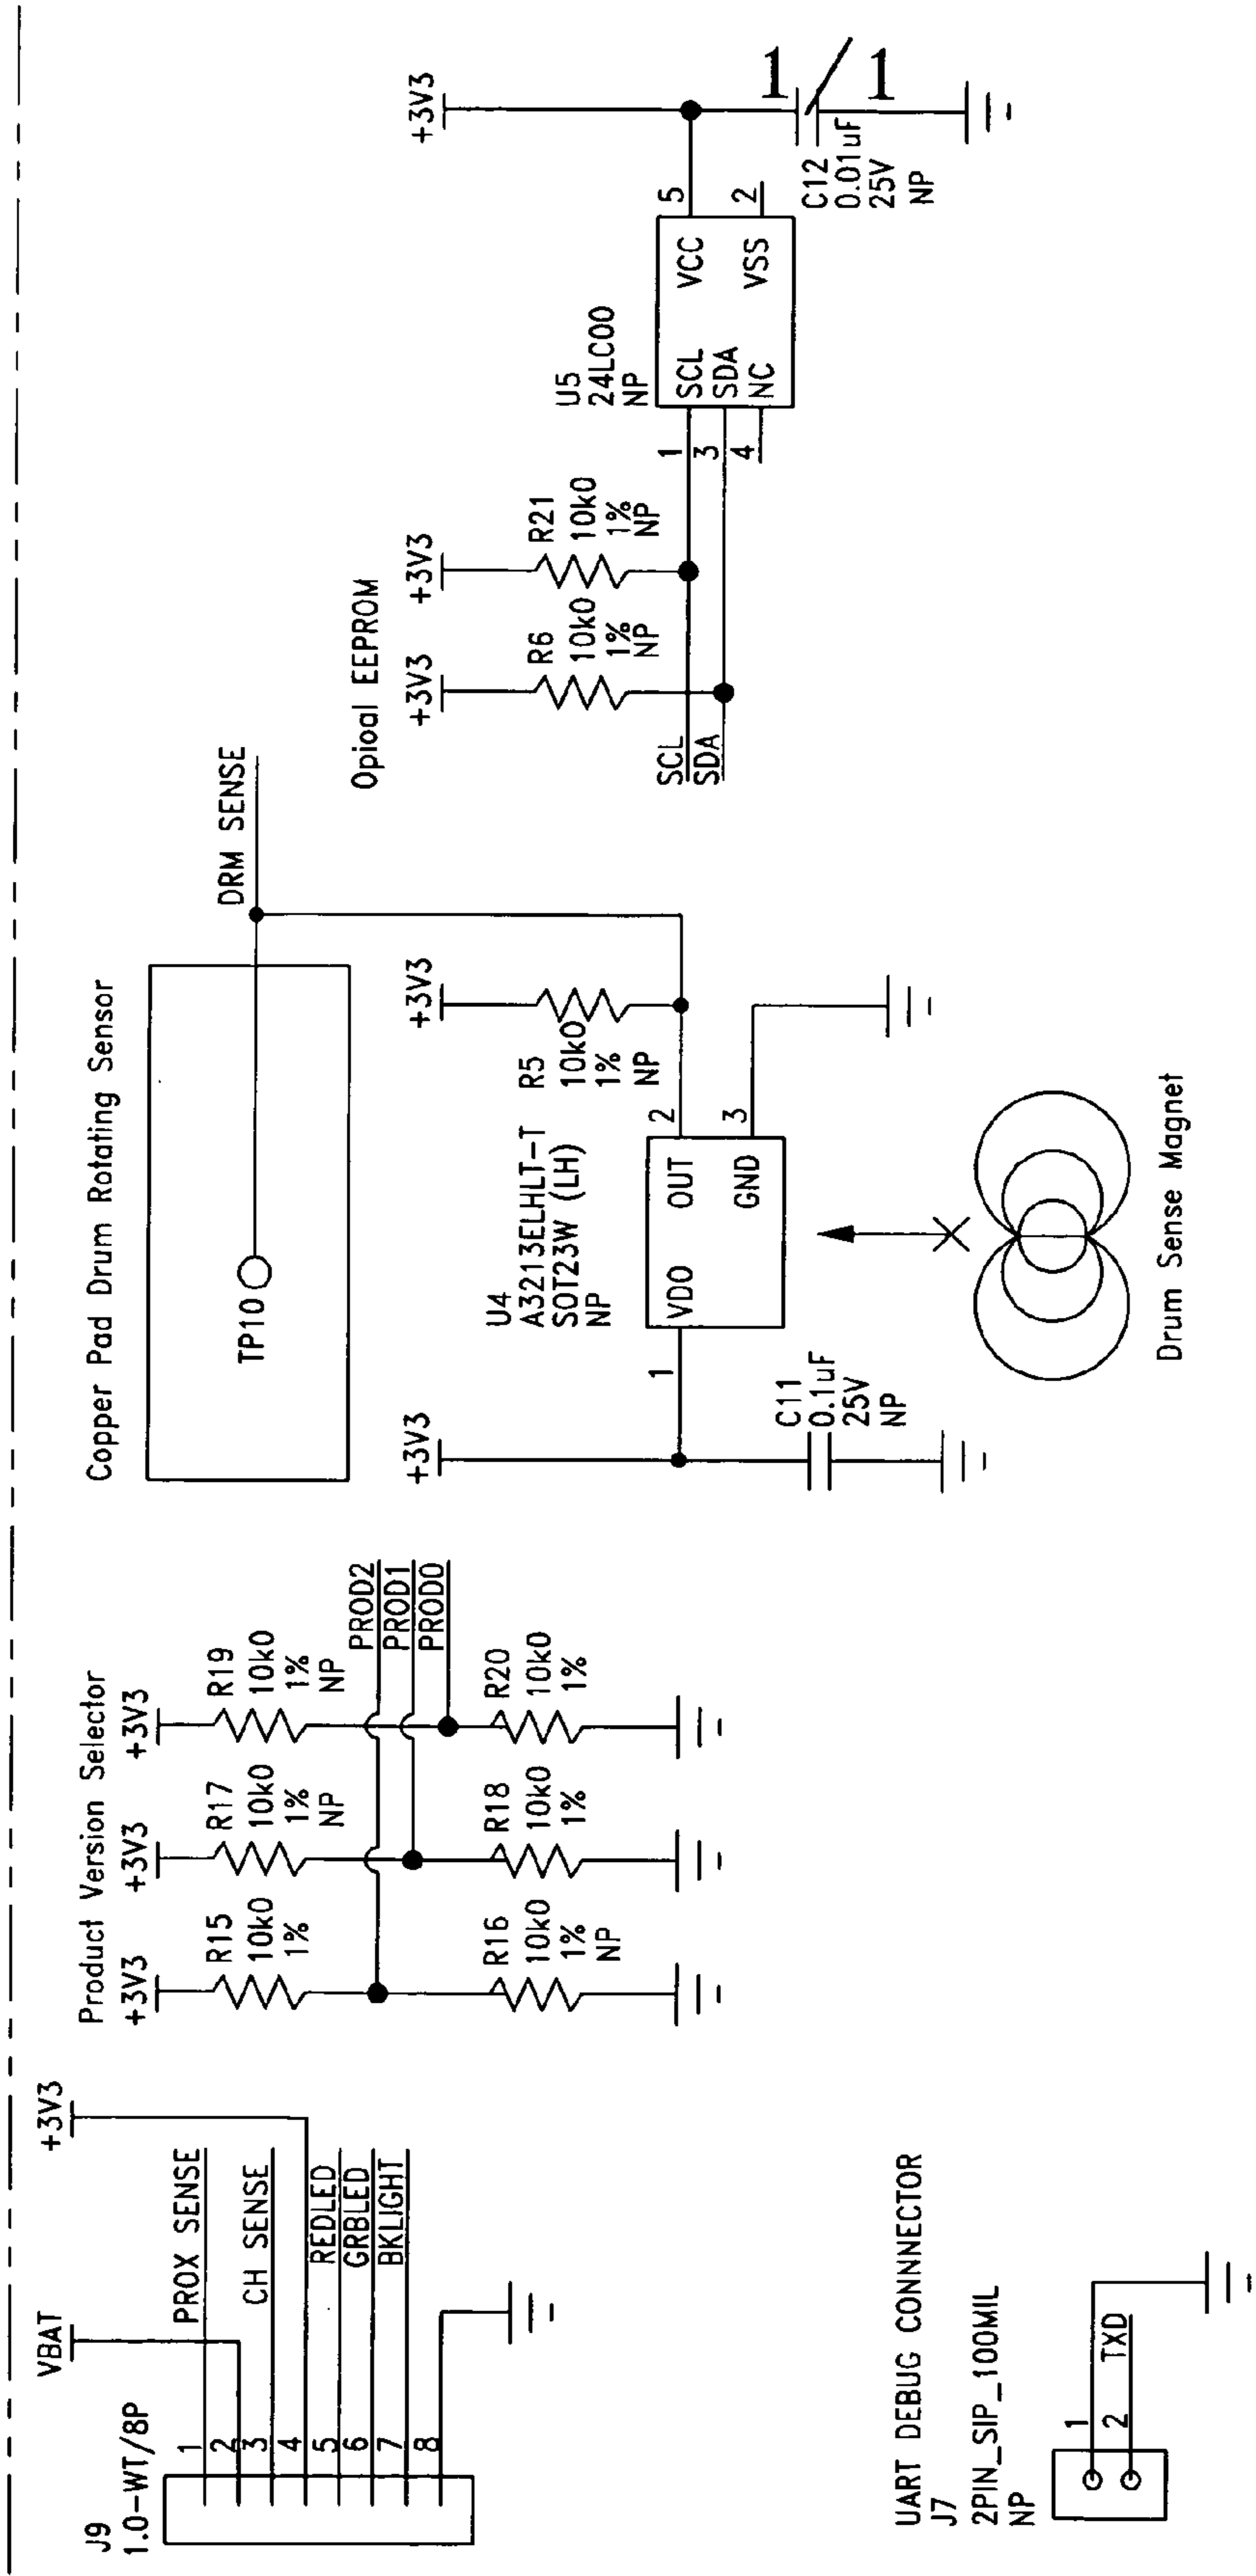 J9
1.0-WT/8P
1
2
3
4
5
6
7
8
VBAT
+3V3
PROX SENSE
CH SENSE
REDLED
GRBLED
BKLIGHT
UART DEBUG CONNNECTOR
J7
2PIN_SIP_100MIL
NP
1
2
TXD
Product Version Selector
+3V3
+3V3
+3V3
R15
10k0
1%
R17
10k0
1%
NP
R19
10k0
1%
NP
PROD2
PROD1
PROD0
R16
10k0
1%
NP
R18
10k0
1%
R20
10k0
1%
Copper Pad Drum Rotating Sensor
TP10
DRM SENSE
+3V3
+3V3
U4
A3213ELHLT-T
SOT23W (LH)
NP
R5
10k0
1%
NP
1
VDO
OUT
2
GND
3
C11
0.1uF
25V
NP
Drum Sense Magnet
Opioal EEPROM
+3V3
+3V3
+3V3
R6
10k0
1%
NP
R21
10k0
1%
NP
SCL
SDA
U5
24LC00
NP
1
3
4
SCL
SDA
NC
VCC
VSS
5
2
C12
0.01uF
25V
NP
1
1